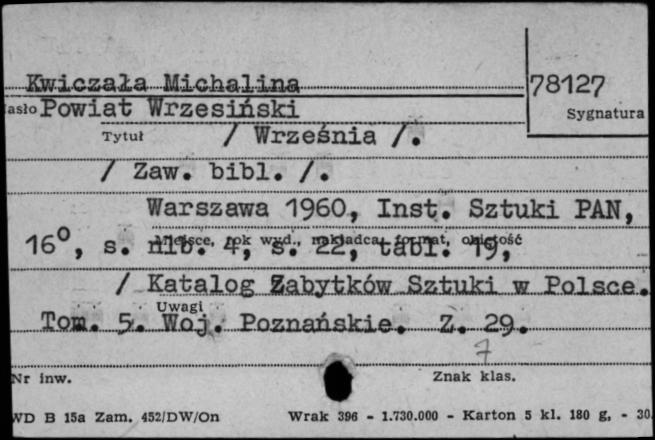 Kwiczała Michalina
78127
asło Powiat Wrzesiński
Sygnatura
Tytuł / Września /.
/ Zaw. bibl. /.
Warszawa 1960, Inst. Sztuki PAN,
Miejsce, rok wyd., nakładca, format, objętość
16°, s. nlb. 4, s. 22, tabl. 19,
/ Katalog Zabytków Sztuki w Polsce.
Uwagi
Tom. 5. Woj. Poznańskie. Z. 29.
7
Nr inw.
Znak klas.
WD B 15a Zam. 452/DW/On Wrak 396 - 1.730.000 - Karton 5 kl. 180 g, - 30.